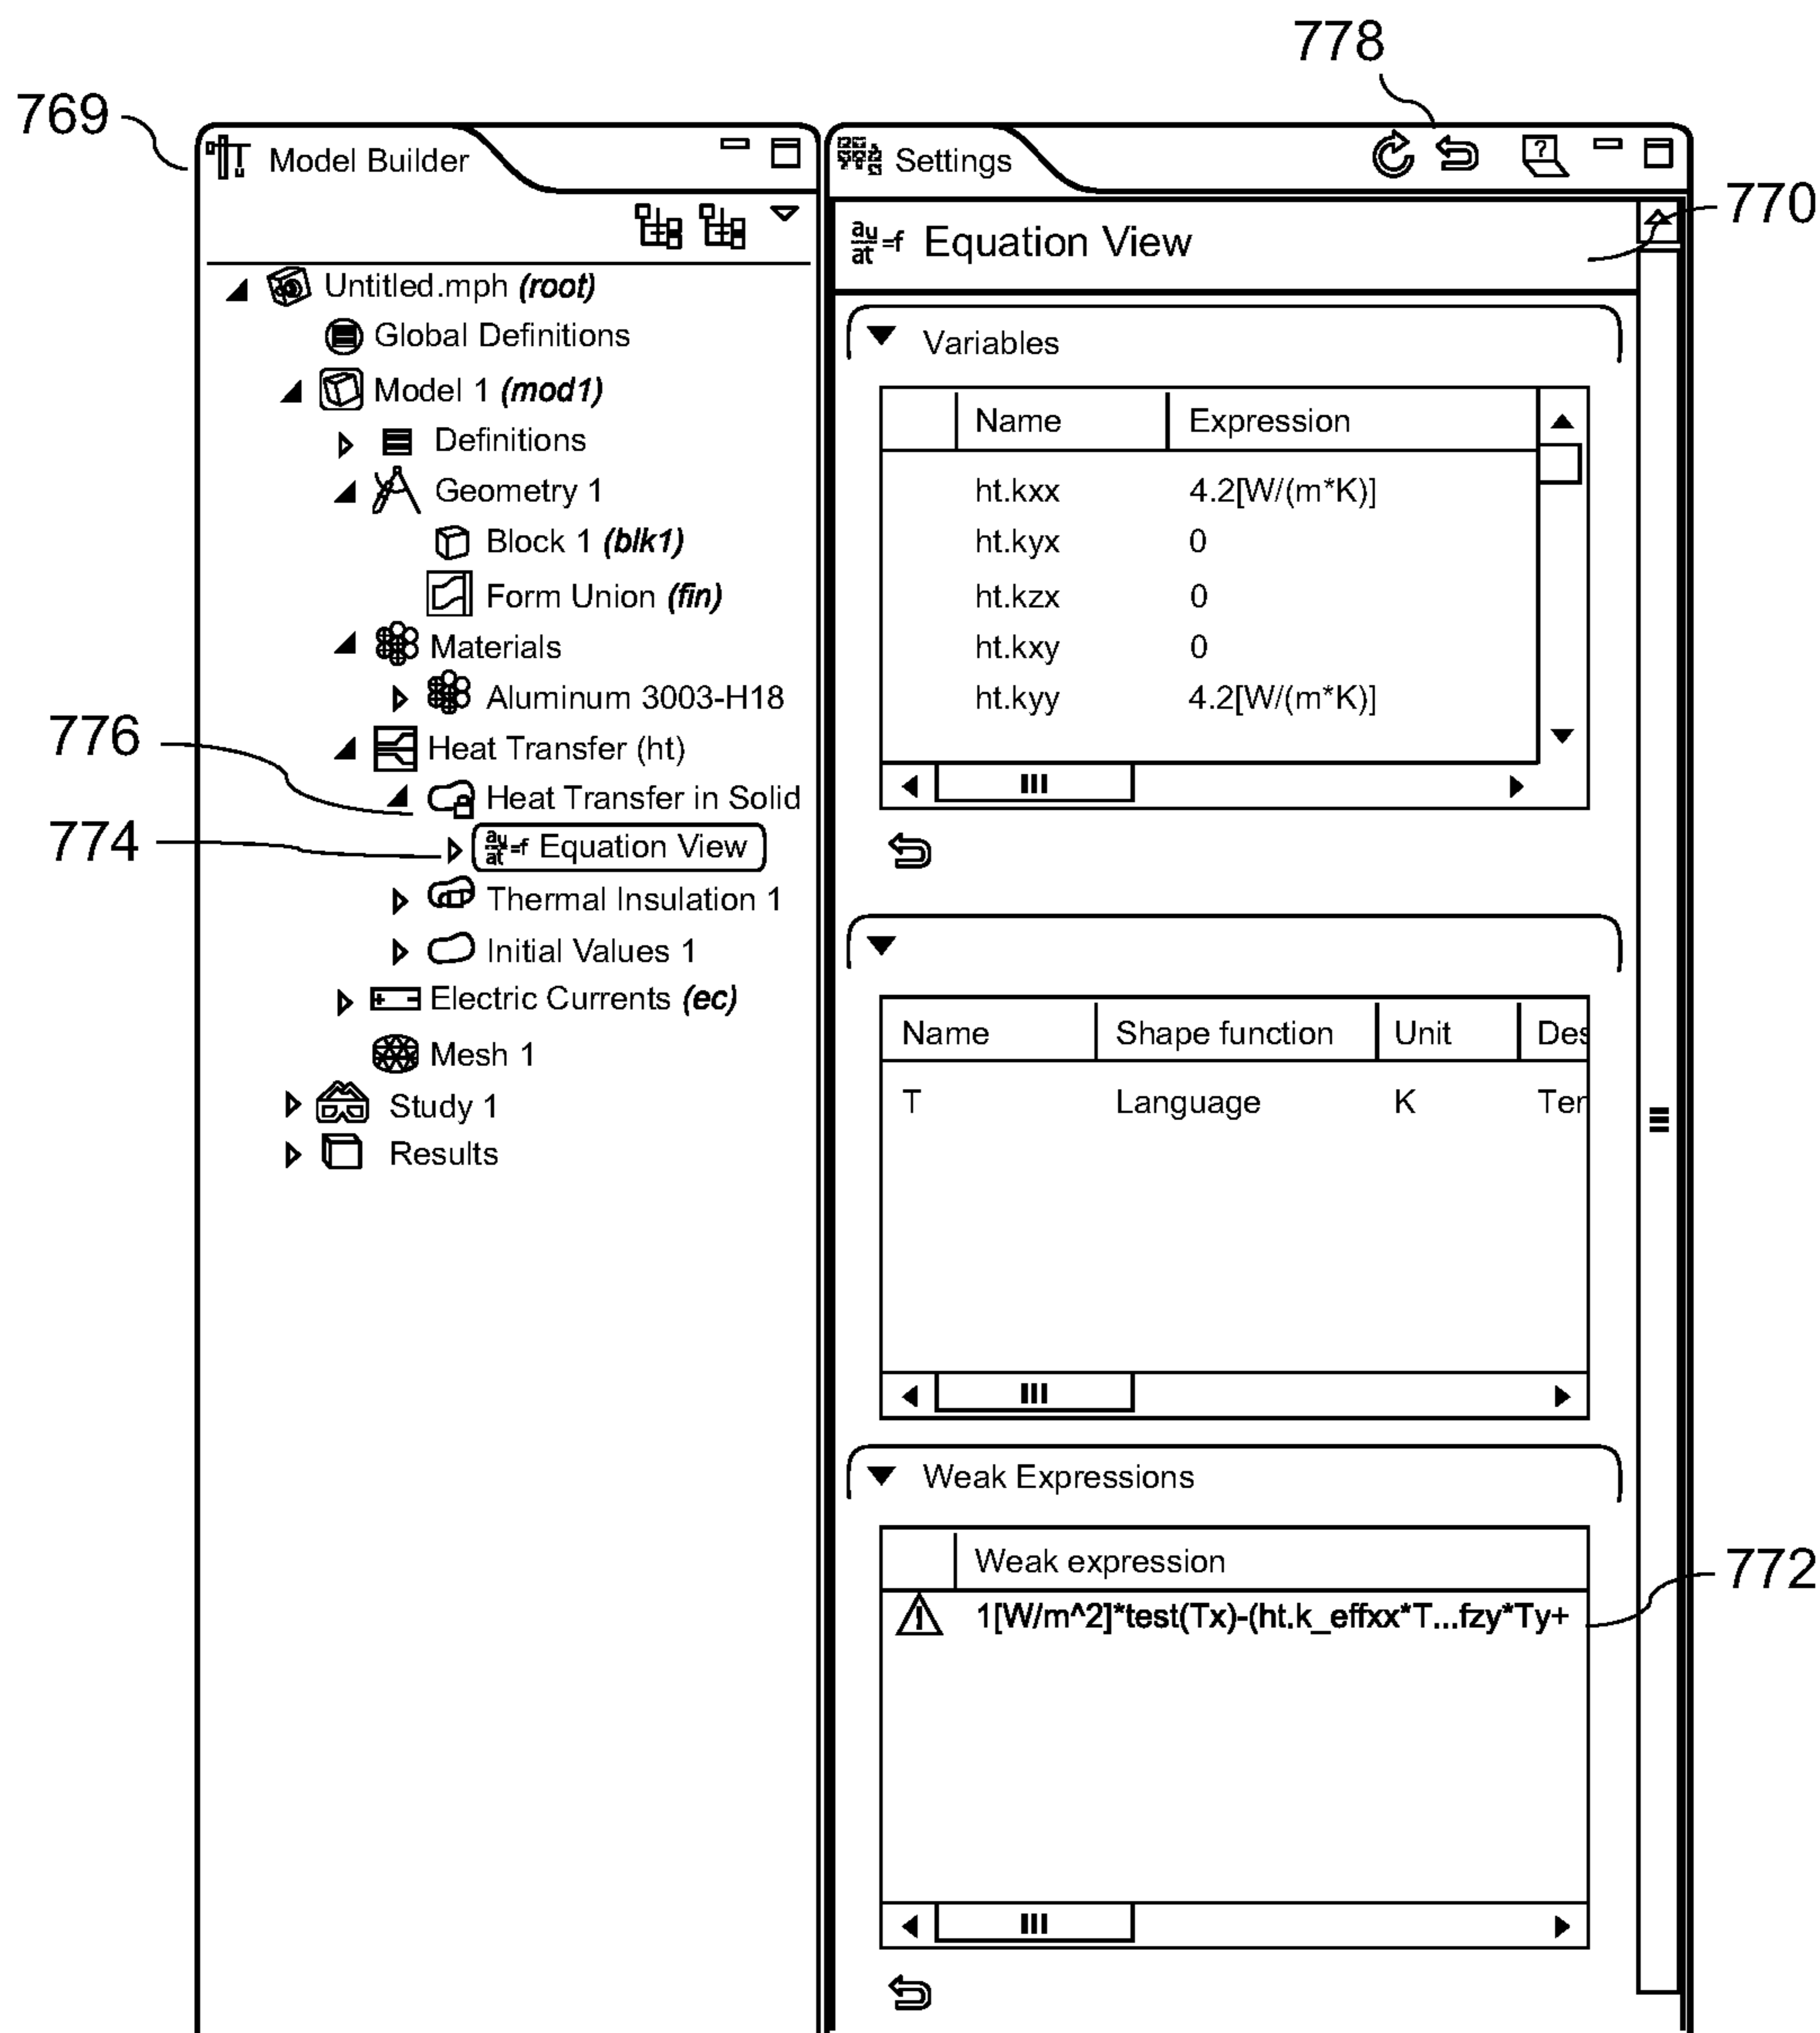 778
769
Model Builder
Settings
?
770
au/at =f Equation View
Untitled.mph (root)
Global Definitions
Model 1 (mod1)
Definitions
Geometry 1
Block 1 (blk1)
Form Union (fin)
Materials
Aluminum 3003-H18
776
Heat Transfer (ht)
Heat Transfer in Solid
774
au/at =f Equation View
Thermal Insulation 1
Initial Values 1
Electric Currents (ec)
Mesh 1
Study 1
Results
Variables
Name Expression
ht.kxx 4.2[W/(m*K)]
ht.kyx 0
ht.kzx 0
ht.kxy 0
ht.kyy 4.2[W/(m*K)]
Name Shape function Unit Des
T Language K Ter
Weak Expressions
Weak expression
1[W/m^2]*test(Tx)-(ht.k_effxx*T...fzy*Ty+
772